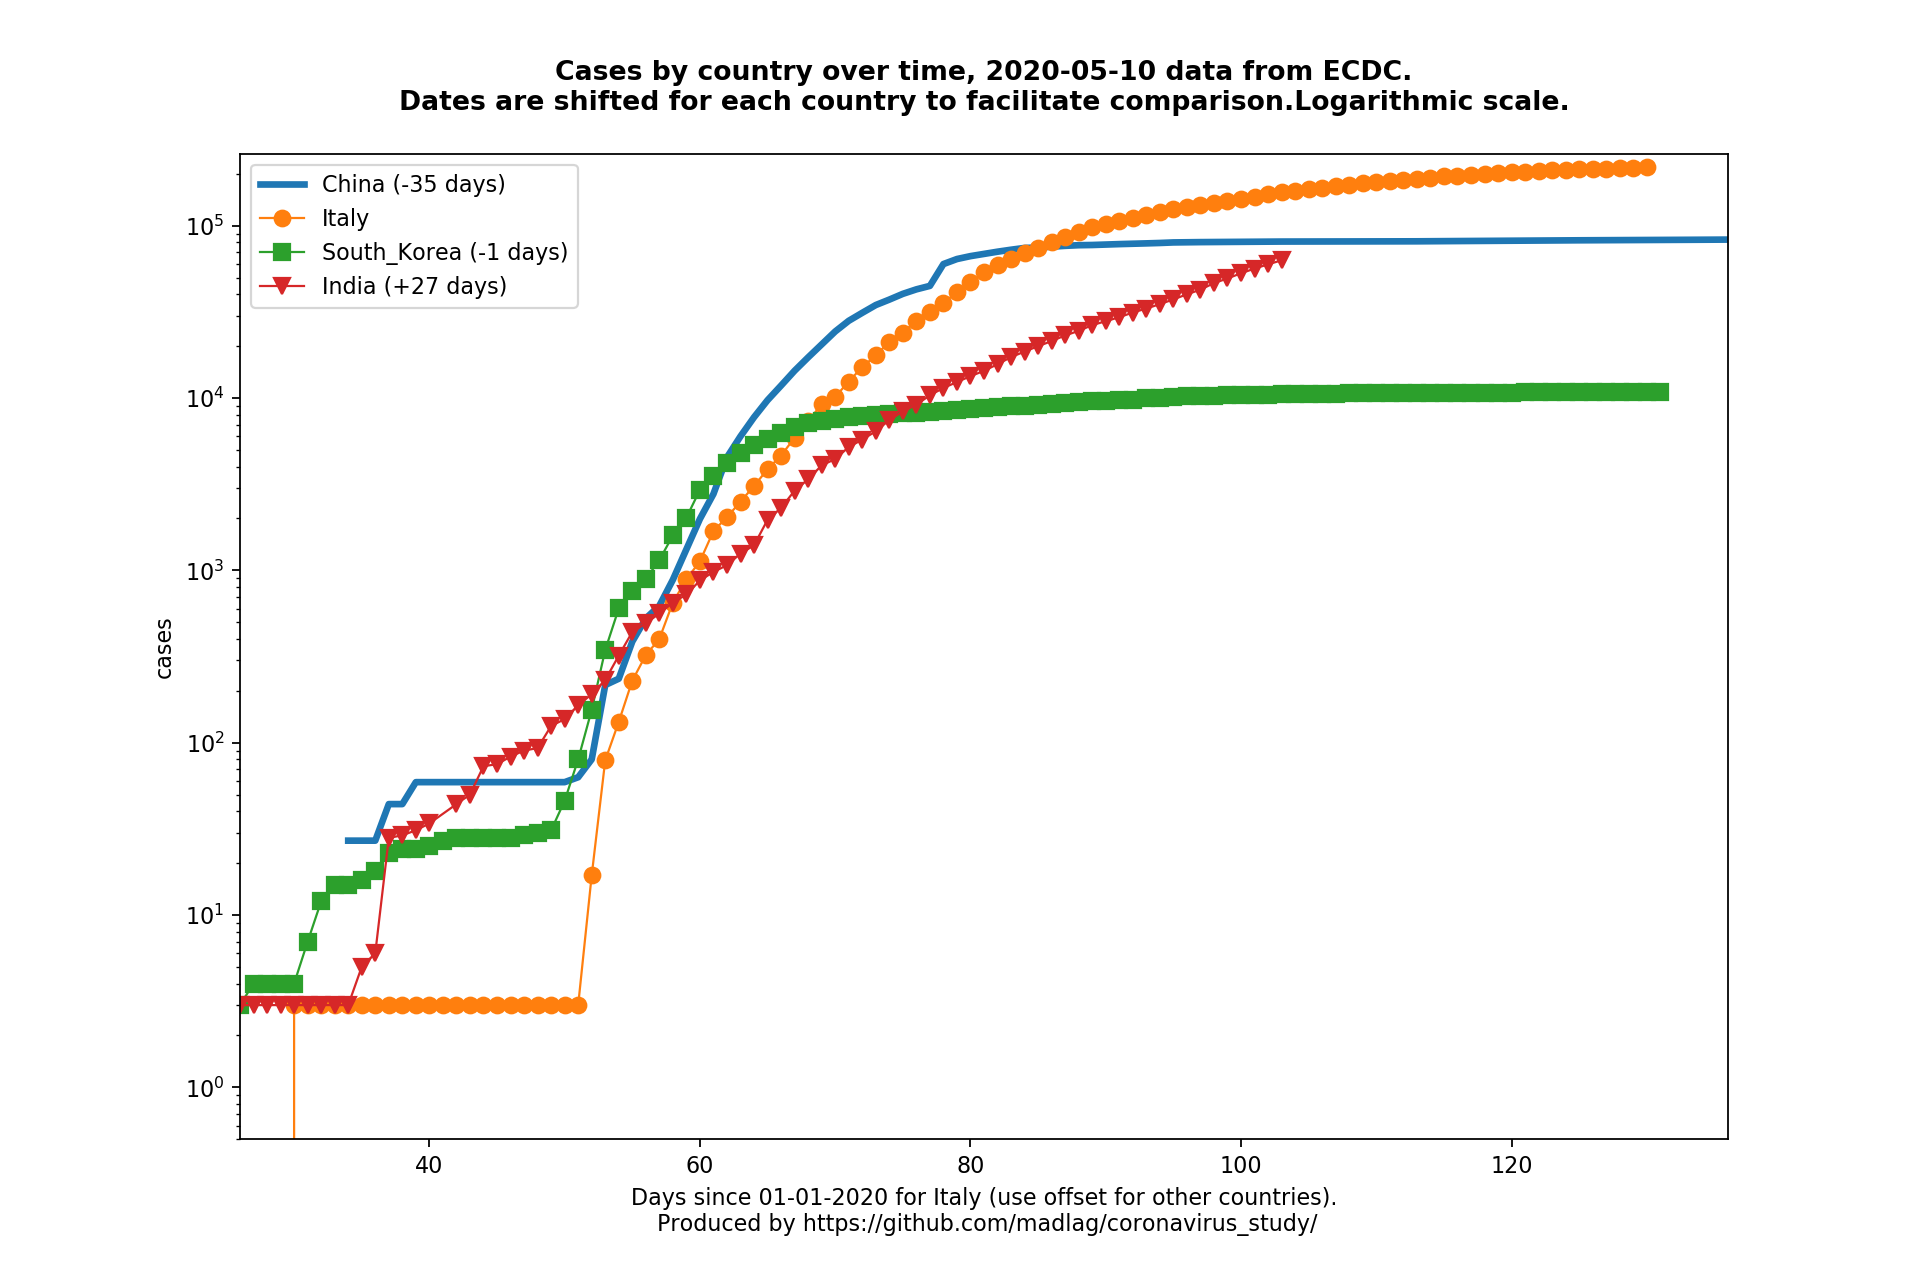 Cases by country over time, 2020-05-10 data from ECDC.
Dates are shifted for each country to facilitate comparison.Logarithmic scale.
China (-35 days)
Italy
South_Korea (-1 days)
India (+27 days)
10⁵
10⁴
10³
10²
10¹
10⁰
cases
40 60 80 100 120
Days since 01-01-2020 for Italy (use offset for other countries).
Produced by https://github.com/madlag/coronavirus_study/